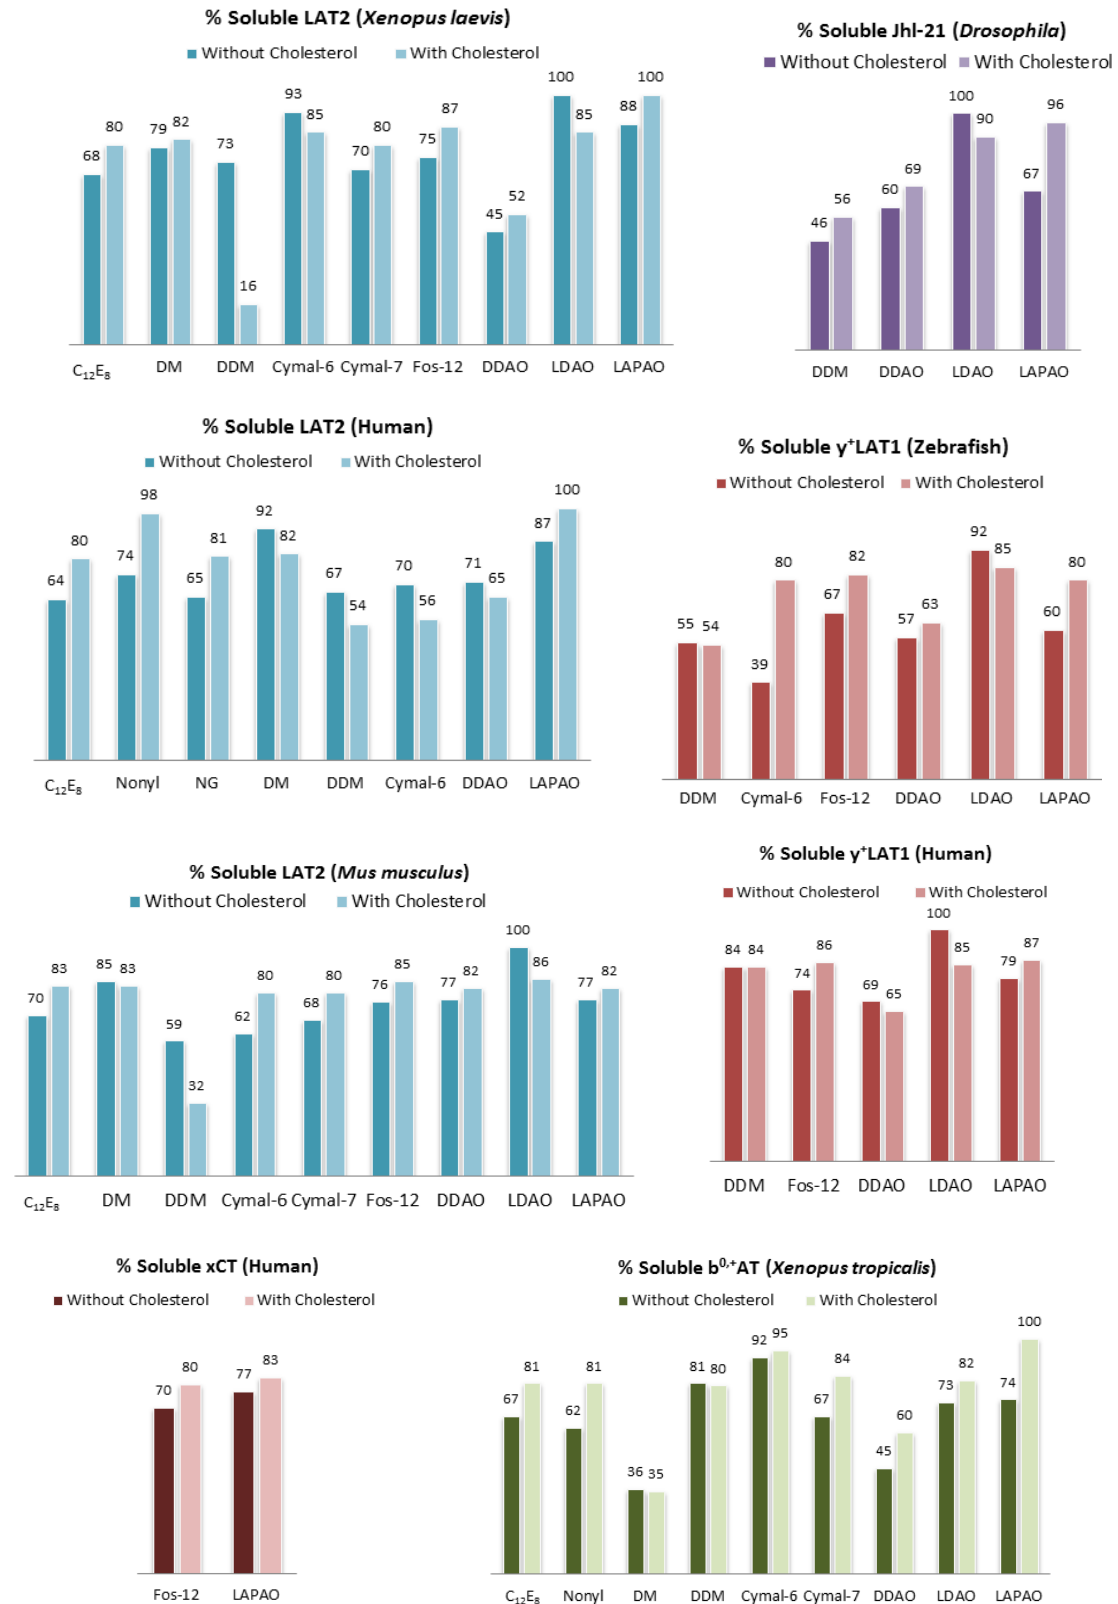 % Soluble LAT2 (Xenopus laevis)
Without Cholesterol With Cholesterol
68 80 79 82 73 16 93 85 70 80 75 87 45 52 100 85 88 100
C12E8 DM DDM Cymal-6 Cymal-7 Fos-12 DDAO LDAO LAPAO
% Soluble JhI-21 (Drosophila)
Without Cholesterol With Cholesterol
46 56 60 69 100 90 67 96
DDM DDAO LDAO LAPAO
% Soluble LAT2 (Human)
Without Cholesterol With Cholesterol
64 80 74 98 65 81 92 82 67 54 70 56 71 65 87 100
C12E8 Nonyl NG DM DDM Cymal-6 DDAO LAPAO
% Soluble y+LAT1 (Zebrafish)
Without Cholesterol With Cholesterol
55 54 39 80 67 82 57 63 92 85 60 80
DDM Cymal-6 Fos-12 DDAO LDAO LAPAO
% Soluble LAT2 (Mus musculus)
Without Cholesterol With Cholesterol
70 83 85 83 59 32 62 80 68 80 76 85 77 82 100 86 77 82
C12E8 DM DDM Cymal-6 Cymal-7 Fos-12 DDAO LDAO LAPAO
% Soluble y+LAT1 (Human)
Without Cholesterol With Cholesterol
84 84 74 86 69 65 100 85 79 87
DDM Fos-12 DDAO LDAO LAPAO
% Soluble xCT (Human)
Without Cholesterol With Cholesterol
70 80 77 83
Fos-12 LAPAO
% Soluble b0,+AT (Xenopus tropicalis)
Without Cholesterol With Cholesterol
67 81 62 81 36 35 81 80 92 95 67 84 45 60 73 82 74 100
C12E8 Nonyl DM DDM Cymal-6 Cymal-7 DDAO LDAO LAPAO